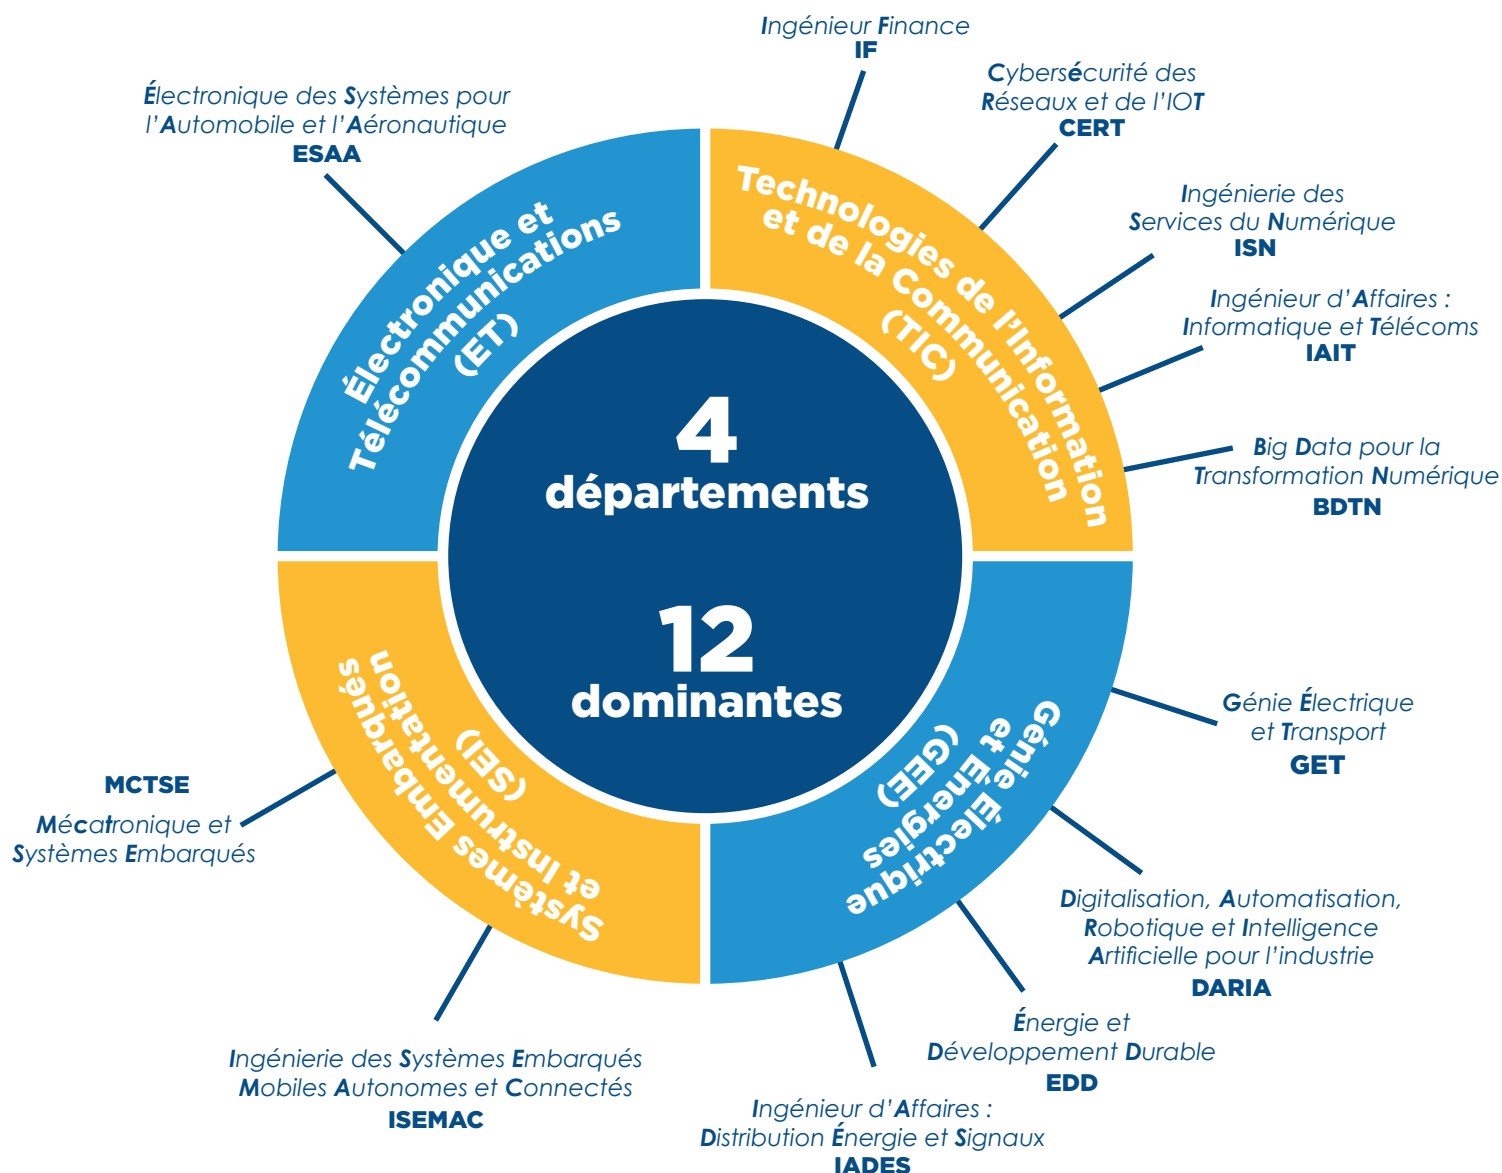 Ingénieur Finance
IF
Cybersécurité des
Réseaux et de l'IOT
CERT
Électronique des Systèmes pour
l'Automobile et l'Aéronautique
ESAA
Ingénierie des
Services du Numérique
ISN
Ingénieur d'Affaires :
Informatique et Télécoms
IAIT
Big Data pour la
Transformation Numérique
BDTN
Électronique et
Télécommunications
(ET)
Technologies de l'Information
et de la Communication
(TIC)
4
départements
12
dominantes
Systèmes Embarqués
et Instrumentation
(SEI)
Génie Électrique
et Énergies
(GEE)
Génie Électrique
et Transport
GET
MCTSE
Mécatronique et
Systèmes Embarqués
Digitalisation, Automatisation,
Robotique et Intelligence
Artificielle pour l'industrie
DARIA
Énergie et
Développement Durable
EDD
Ingénierie des Systèmes Embarqués
Mobiles Autonomes et Connectés
ISEMAC
Ingénieur d'Affaires :
Distribution Énergie et Signaux
IADES